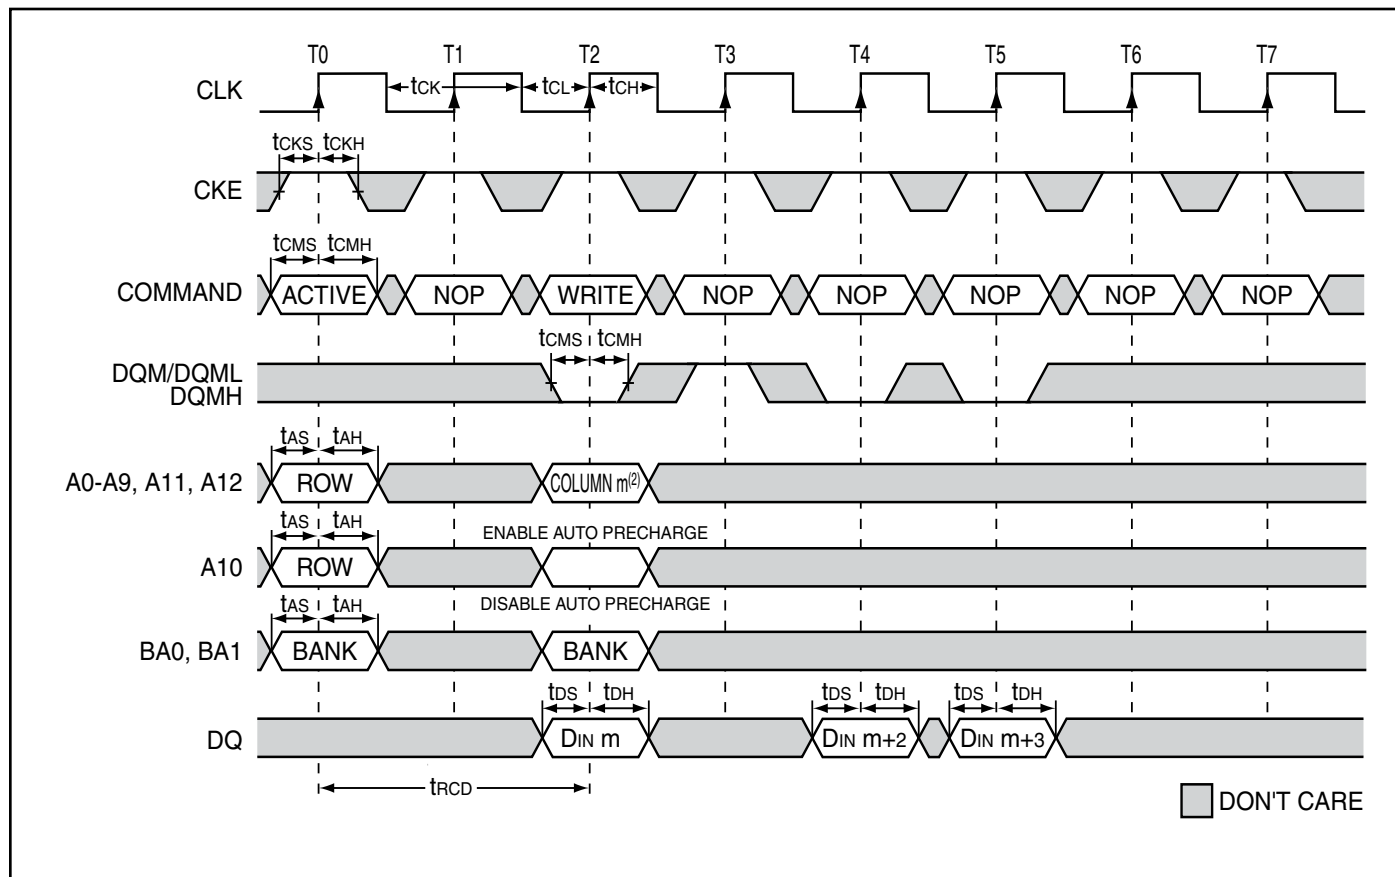 T0 T1 T2 T3 T4 T5 T6 T7
CLK
tCK tCL tCH
tCKS tCKH
CKE
tCMS tCMH
COMMAND ACTIVE NOP WRITE NOP NOP NOP NOP NOP
tCMS tCMH
DQM/DQML
DQMH
tAS tAH
A0-A9, A11, A12 ROW COLUMN m(2)
tAS tAH ENABLE AUTO PRECHARGE
A10 ROW
tAS tAH DISABLE AUTO PRECHARGE
BA0, BA1 BANK BANK
tDS tDH tDS tDH tDS tDH
DQ DIN m DIN m+2 DIN m+3
tRCD
DON'T CARE